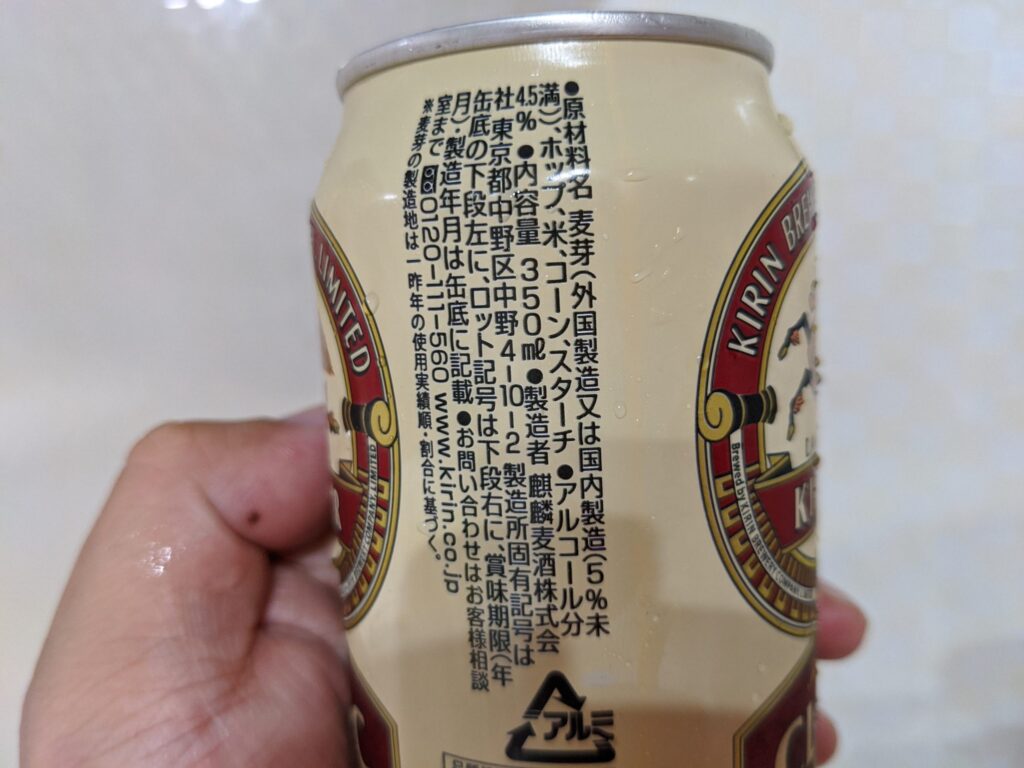 ●原材料名 麦芽(外国製造又は国内製造(5%未
満))、ホップ、米、コーン、スターチ ●アルコール分
4.5% ●内容量 350㎖ ●製造者 麒麟麦酒株式会
社 東京都中野区中野4-10-2 製造所固有記号は
缶底の下段左に、ロット記号は下段右に、賞味期限(年
月)・製造年月は缶底に記載 ●お問い合わせはお客様相談
室まで 0120-111-560 www.kirin.co.jp
※麦芽の製造地は一昨年の使用実績順・割合に基づく。
アルミ
LIMITED
KIRIN BREW
Brewed by KIRIN BREWERY COMPANY, LIMITED
KI